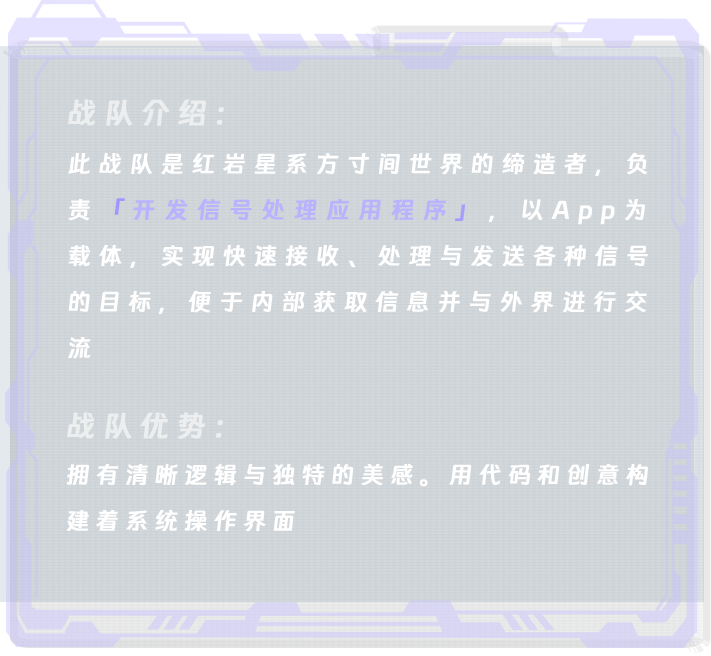 战队介绍：
此战队是红岩星系方寸间世界的缔造者，负
责「开发信号处理应用程序」，以App为
载体，实现快速接收、处理与发送各种信号
的目标，便于内部获取信息并与外界进行交
流
战队优势：
拥有清晰逻辑与独特的美感。用代码和创意构
建着系统操作界面